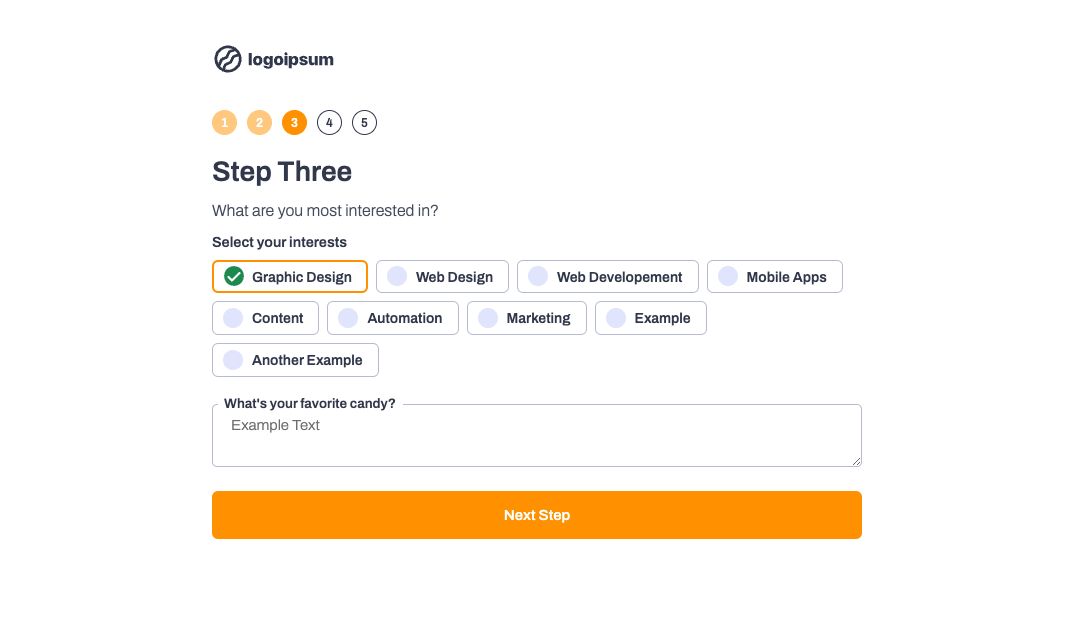 logoipsum
1 2 3 4 5
Step Three
What are you most interested in?
Select your interests
Graphic Design Web Design Web Developement Mobile Apps
Content Automation Marketing Example
Another Example
What's your favorite candy?
Example Text
Next Step